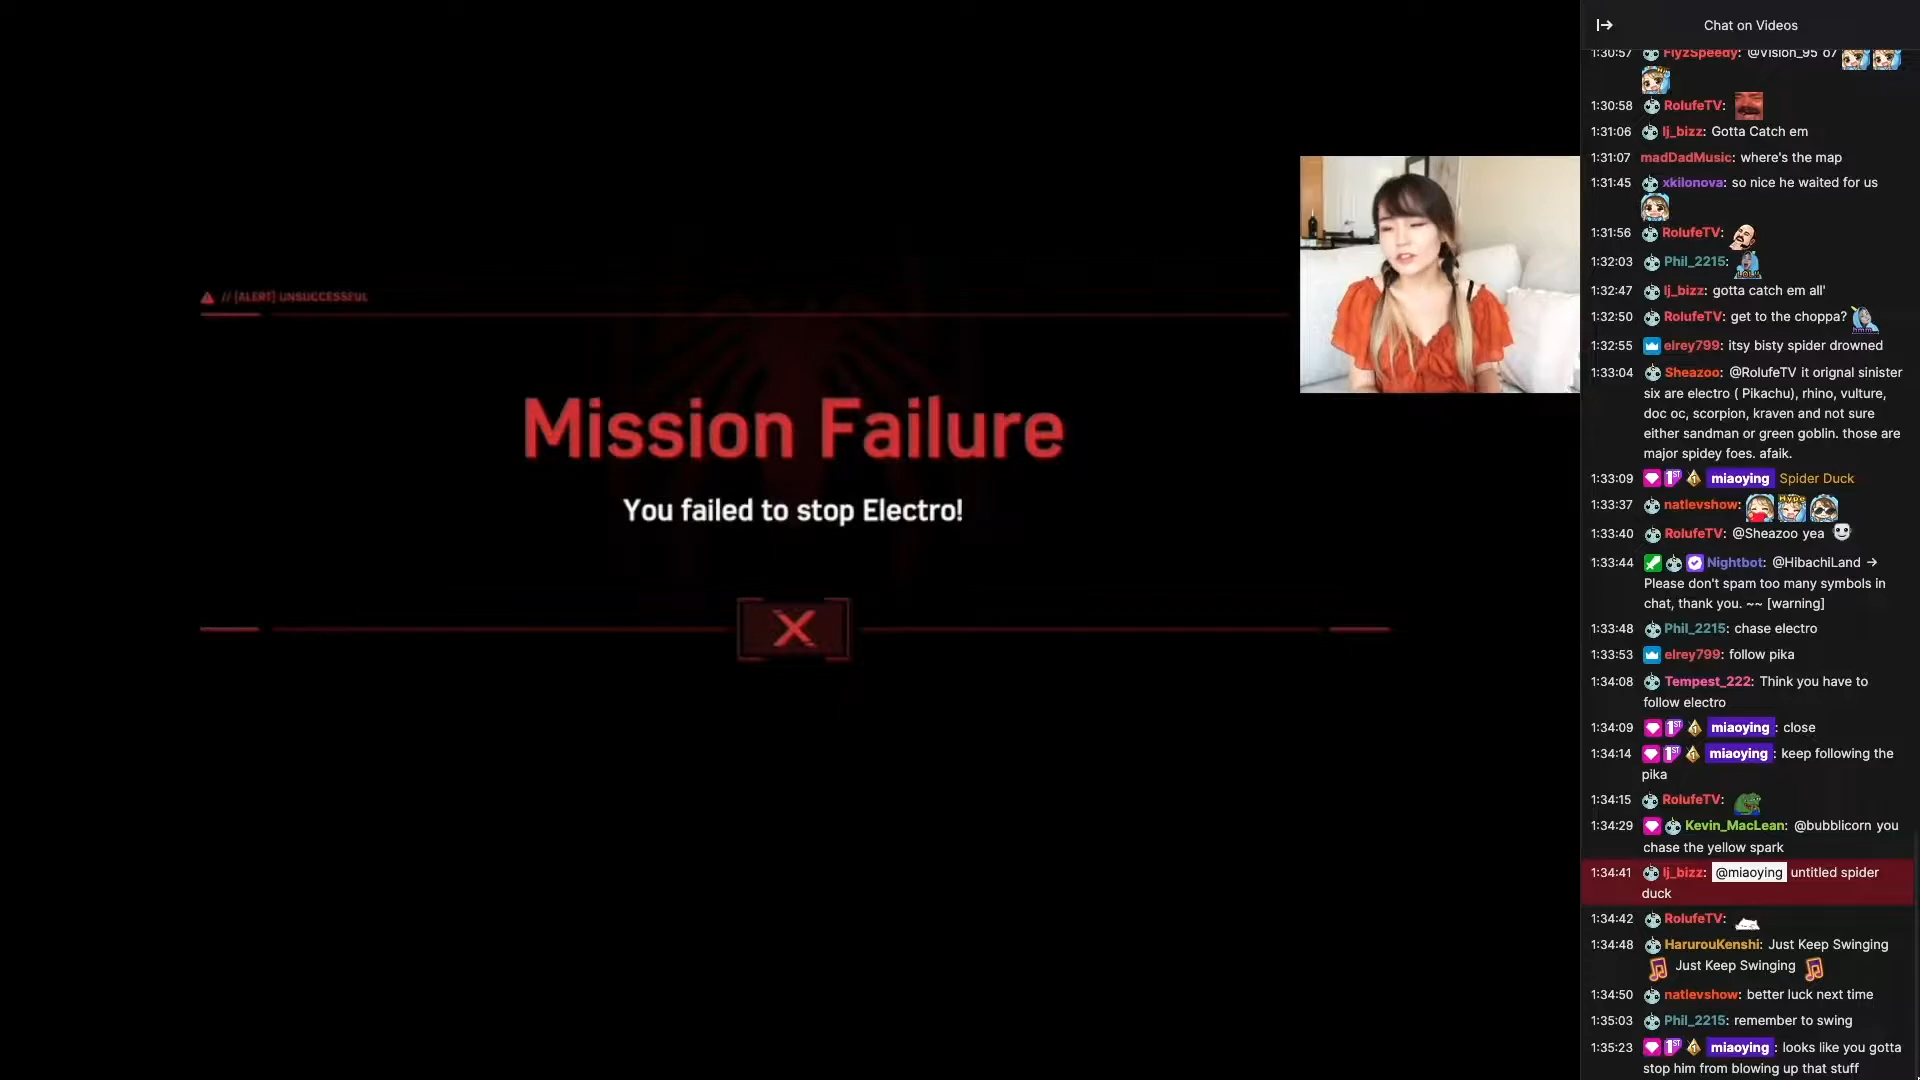 // [ALERT] UNSUCCESSFUL
Mission Failure
You failed to stop Electro!
X
Chat on Videos
1:30:57 FlyzSpeedy: @Vision_95 o7
1:30:58 RolufeTV:
1:31:06 lj_bizz: Gotta Catch em
1:31:07 madDadMusic: where's the map
1:31:45 xkilonova: so nice he waited for us
1:31:56 RolufeTV:
1:32:03 Phil_2215:
1:32:47 lj_bizz: gotta catch em all'
1:32:50 RolufeTV: get to the choppa?
1:32:55 elrey799: itsy bisty spider drowned
1:33:04 Sheazoo: @RolufeTV it orignal sinister
six are electro ( Pikachu), rhino, vulture,
doc oc, scorpion, kraven and not sure
either sandman or green goblin. those are
major spidey foes. afaik.
1:33:09 1ST miaoying Spider Duck
1:33:37 natlevshow:
1:33:40 RolufeTV: @Sheazoo yea
1:33:44 Nightbot: @HibachiLand →
Please don't spam too many symbols in
chat, thank you. ~~ [warning]
1:33:48 Phil_2215: chase electro
1:33:53 elrey799: follow pika
1:34:08 Tempest_222: Think you have to
follow electro
1:34:09 1ST miaoying : close
1:34:14 1ST miaoying : keep following the
pika
1:34:15 RolufeTV:
1:34:29 Kevin_MacLean: @bubblicorn you
chase the yellow spark
1:34:41 lj_bizz: @miaoying untitled spider
duck
1:34:42 RolufeTV:
1:34:48 HarurouKenshi: Just Keep Swinging
Just Keep Swinging
1:34:50 natlevshow: better luck next time
1:35:03 Phil_2215: remember to swing
1:35:23 1ST miaoying : looks like you gotta
stop him from blowing up that stuff